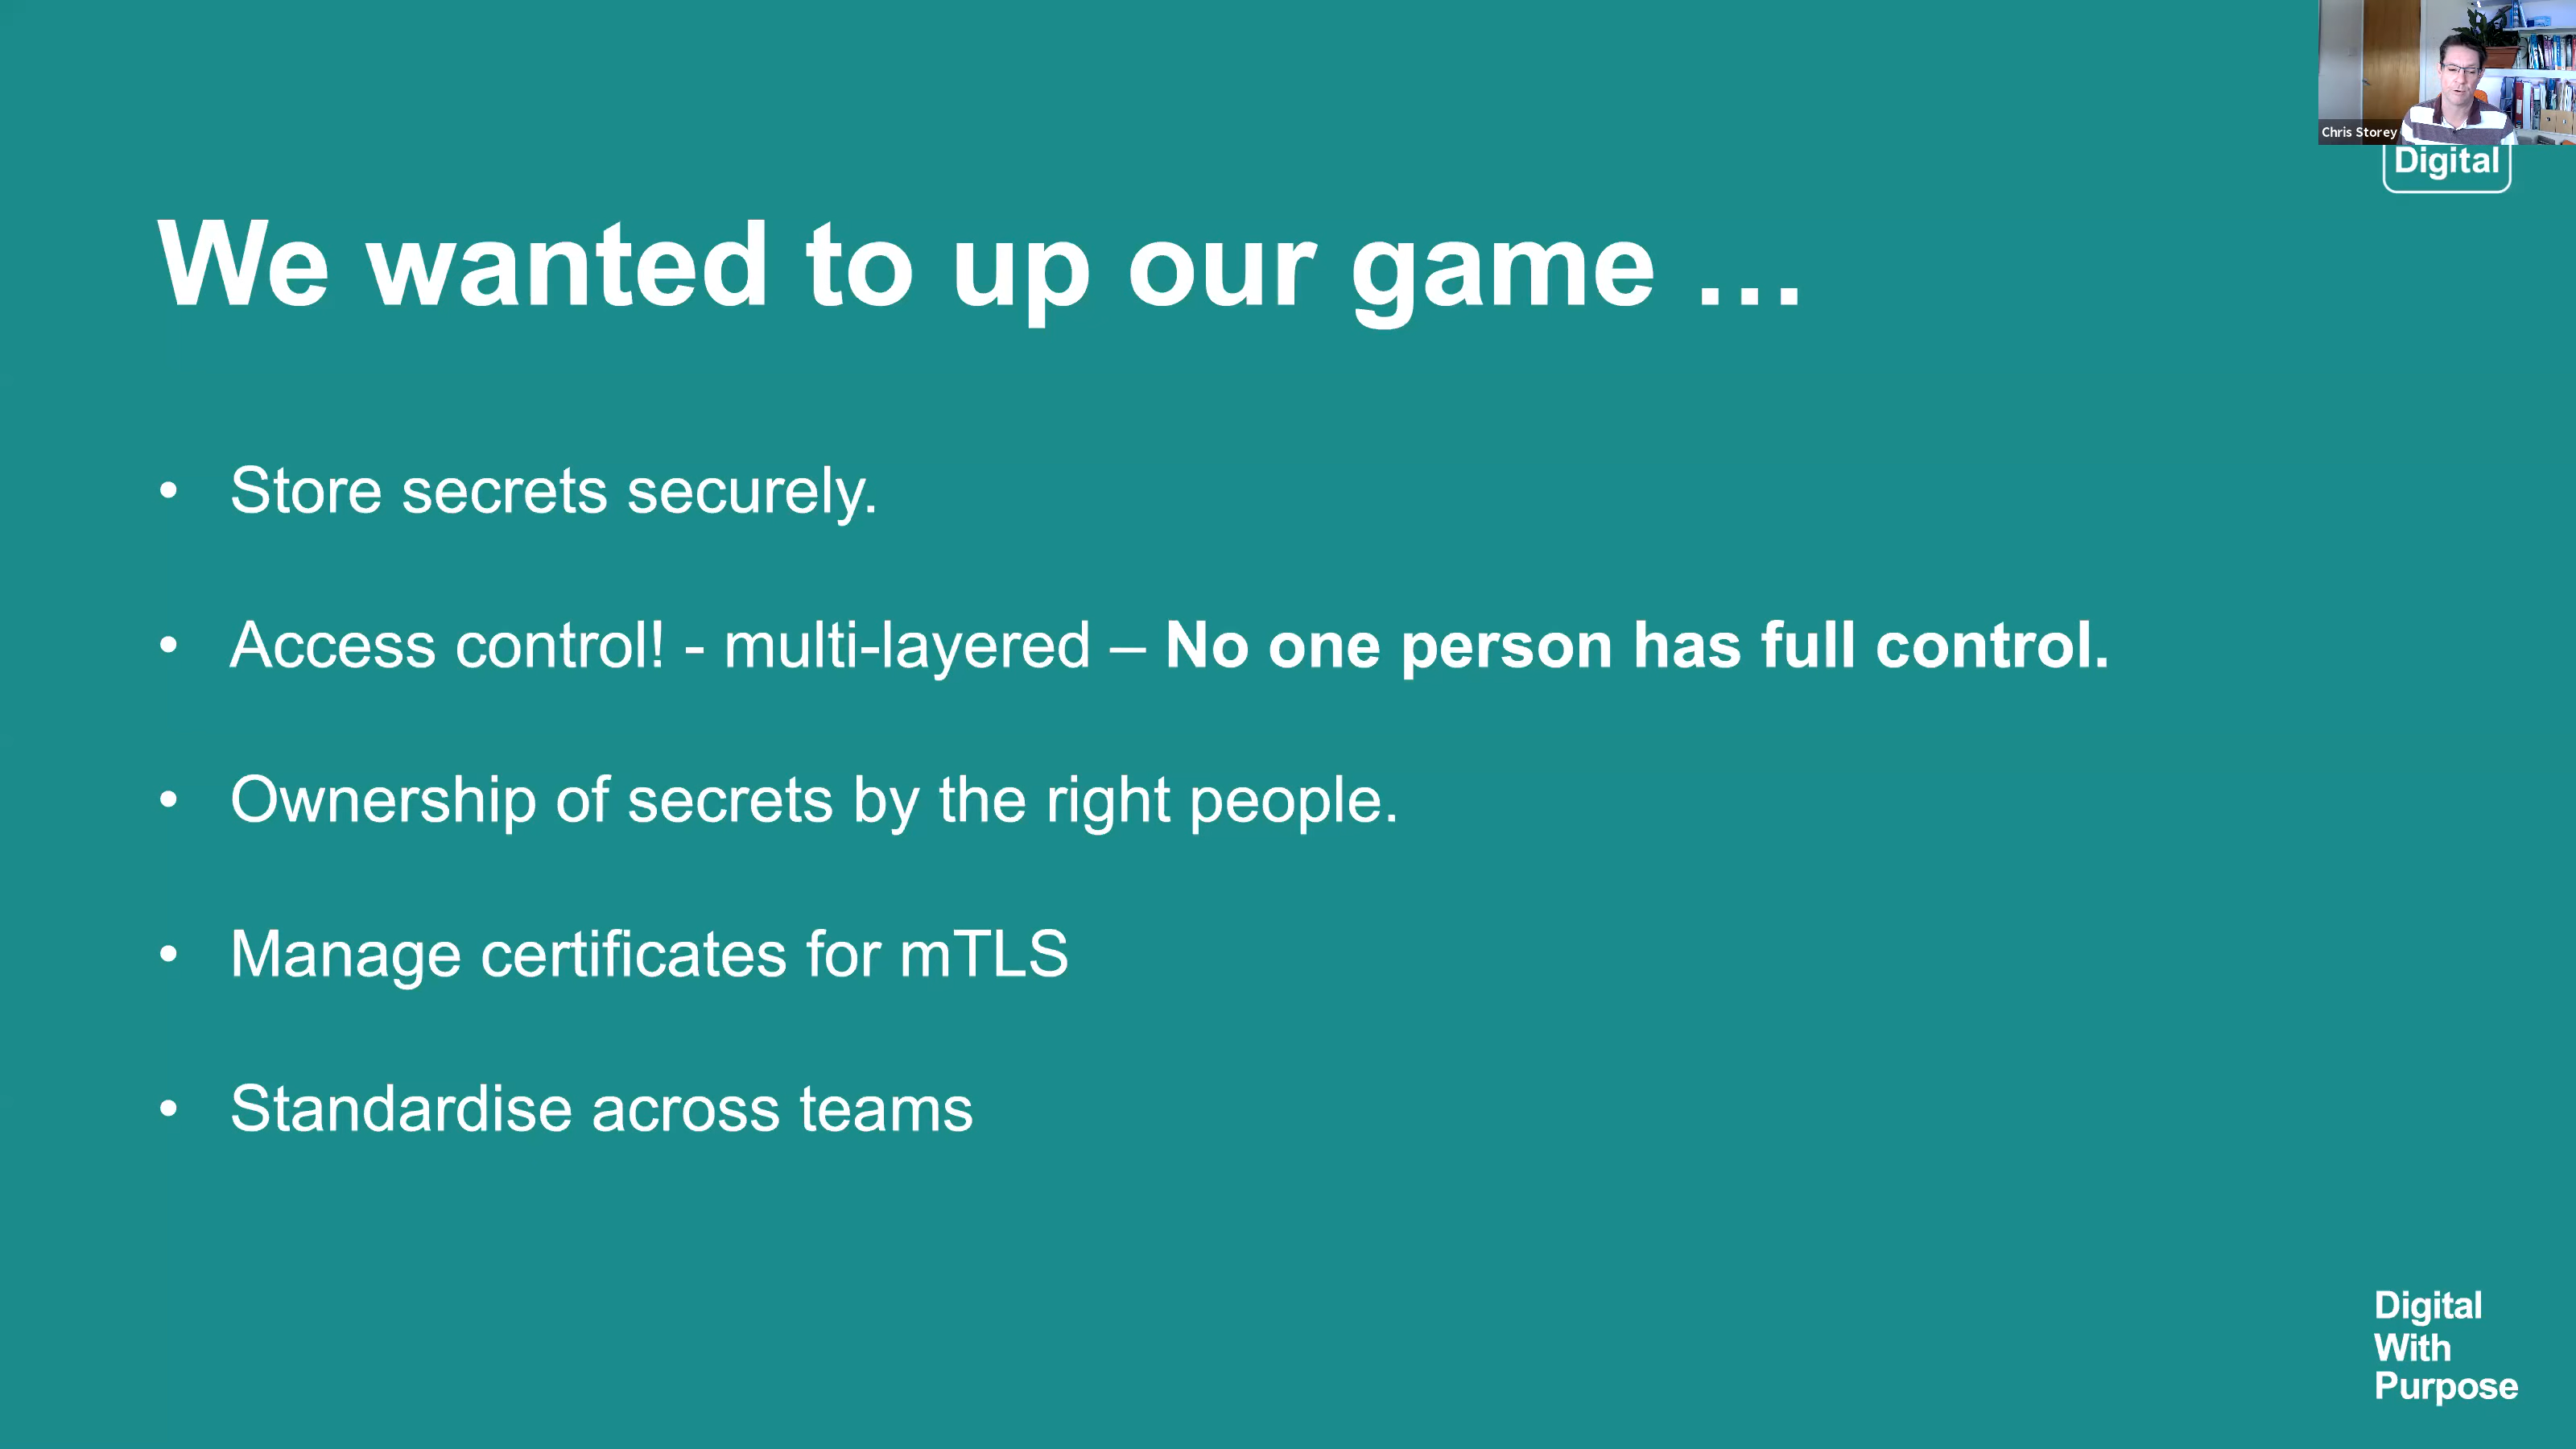 Chris Storey
Digital
We wanted to up our game …
• Store secrets securely.
• Access control! - multi-layered – No one person has full control.
• Ownership of secrets by the right people.
• Manage certificates for mTLS
• Standardise across teams
Digital
With
Purpose